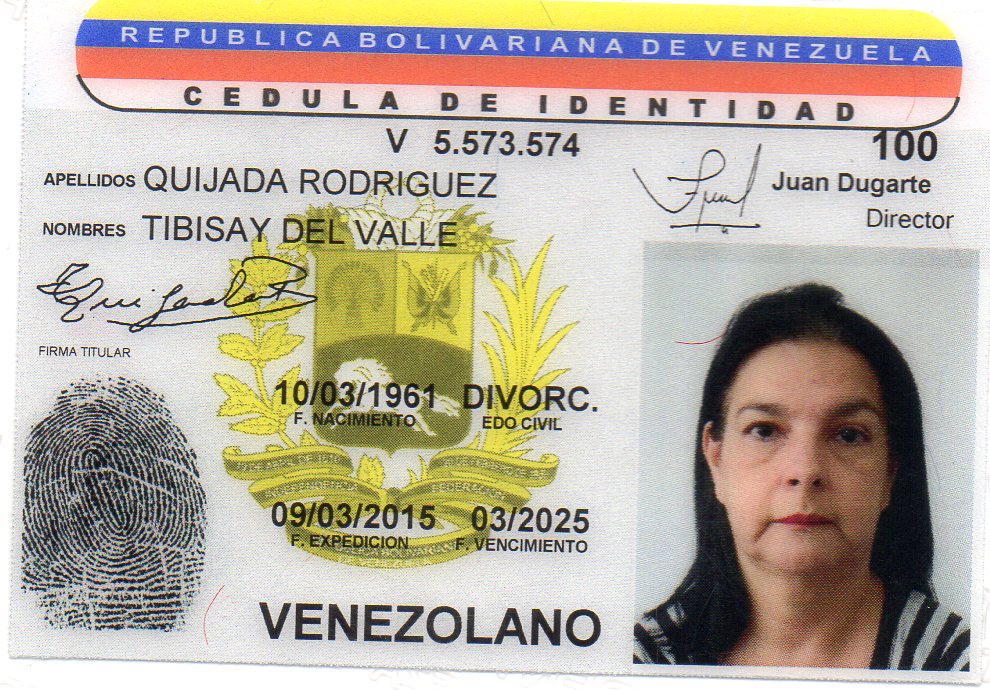 REPUBLICA BOLIVARIANA DE VENEZUELA
CEDULA DE IDENTIDAD
V 5.573.574
100
APELLIDOS QUIJADA RODRIGUEZ
Juan Dugarte
Director
NOMBRES TIBISAY DEL VALLE
FIRMA TITULAR
10/03/1961 DIVORC.
F. NACIMIENTO EDO CIVIL
09/03/2015 03/2025
F. EXPEDICION F. VENCIMIENTO
VENEZOLANO